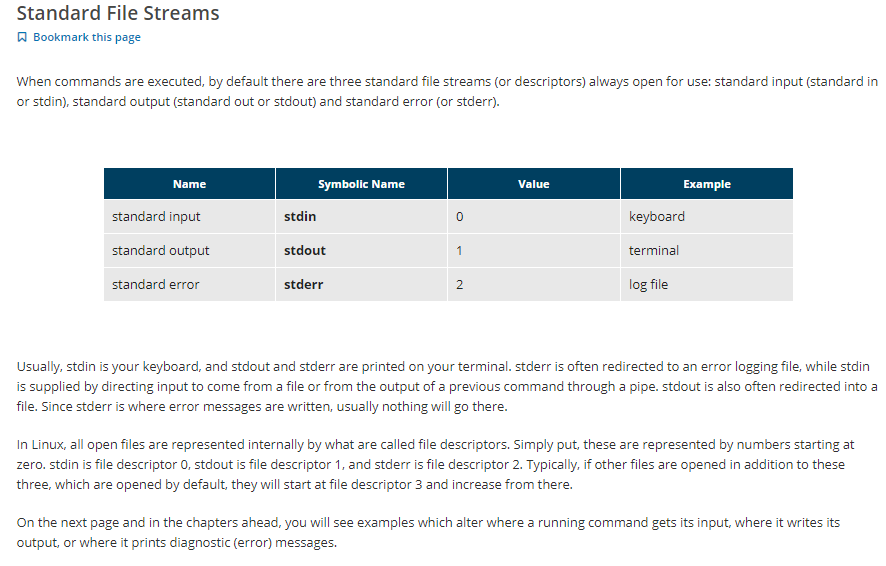 Standard File Streams
Bookmark this page
When commands are executed, by default there are three standard file streams (or descriptors) always open for use: standard input (standard in
or stdin), standard output (standard out or stdout) and standard error (or stderr).
Name Symbolic Name Value Example
standard input stdin 0 keyboard
standard output stdout 1 terminal
standard error stderr 2 log file
Usually, stdin is your keyboard, and stdout and stderr are printed on your terminal. stderr is often redirected to an error logging file, while stdin
is supplied by directing input to come from a file or from the output of a previous command through a pipe. stdout is also often redirected into a
file. Since stderr is where error messages are written, usually nothing will go there.
In Linux, all open files are represented internally by what are called file descriptors. Simply put, these are represented by numbers starting at
zero. stdin is file descriptor 0, stdout is file descriptor 1, and stderr is file descriptor 2. Typically, if other files are opened in addition to these
three, which are opened by default, they will start at file descriptor 3 and increase from there.
On the next page and in the chapters ahead, you will see examples which alter where a running command gets its input, where it writes its
output, or where it prints diagnostic (error) messages.